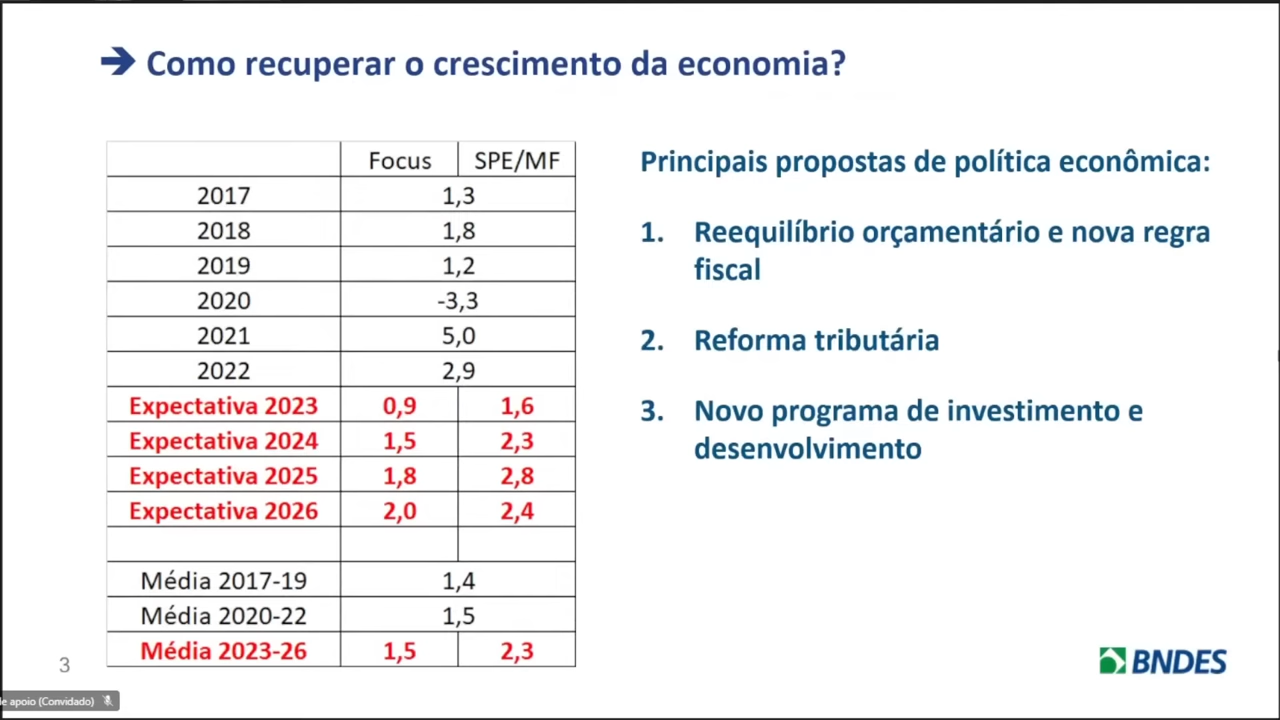 ➔ Como recuperar o crescimento da economia?
Focus SPE/MF
2017 1,3
2018 1,8
2019 1,2
2020 -3,3
2021 5,0
2022 2,9
Expectativa 2023 0,9 1,6
Expectativa 2024 1,5 2,3
Expectativa 2025 1,8 2,8
Expectativa 2026 2,0 2,4
Média 2017-19 1,4
Média 2020-22 1,5
Média 2023-26 1,5 2,3
Principais propostas de política econômica:
1. Reequilíbrio orçamentário e nova regra
fiscal
2. Reforma tributária
3. Novo programa de investimento e
desenvolvimento
3
BNDES
de apoio (Convidado)